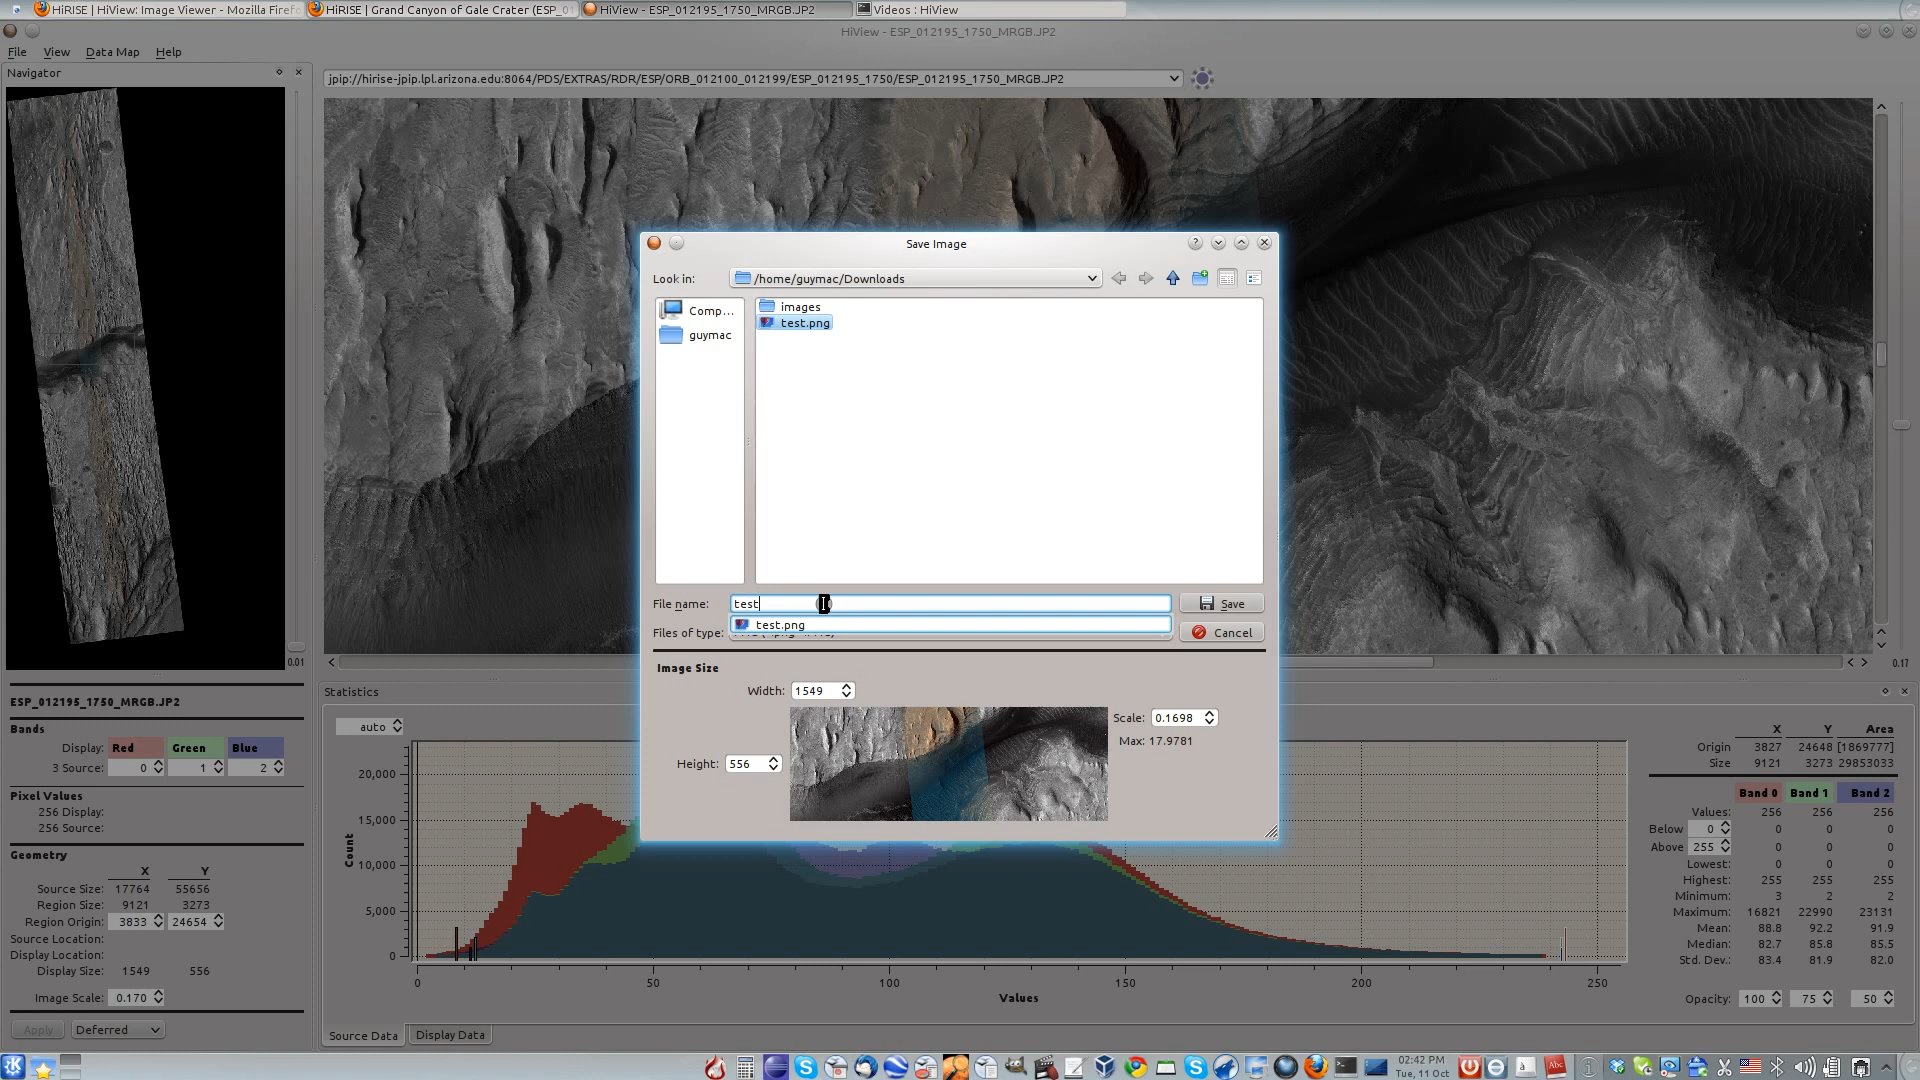 HiRISE | HiView: Image Viewer - Mozilla Firef
HiRISE | Grand Canyon of Gale Crater (ESP_01
HiView - ESP_012195_1750_MRGB.JP2
Videos : HiView
HiView - ESP_012195_1750_MRGB.JP2
File View Data Map Help
Navigator
jpip://hirise-jpip.lpl.arizona.edu:8064/PDS/EXTRAS/RDR/ESP/ORB_012100_012199/ESP_012195_1750/ESP_012195_1750_MRGB.JP2
0.01
0.17
Save Image
Look in: /home/guymac/Downloads
Comp...
guymac
images
test.png
File name: test
Save
test.png
Files of type:
Cancel
Image Size
Width: 1549
Scale: 0.1698
Max: 17.9781
Height: 556
ESP_012195_1750_MRGB.JP2
Bands
Display: Red Green Blue
3 Source: 0 1 2
Pixel Values
256 Display:
256 Source:
Geometry
X Y
Source Size: 17764 55656
Region Size: 9121 3273
Region Origin: 3833 24654
Source Location:
Display Location:
Display Size: 1549 556
Image Scale: 0.170
Apply Deferred
Statistics
auto
20,000
15,000
10,000
5,000
0
Count
0 50 100 150 200 250
Values
Source Data Display Data
X Y Area
Origin 3827 24648 [1869777]
Size 9121 3273 29853033
Band 0 Band 1 Band 2
Values: 256 256 256
Below 0 0 0 0
Above 255 0 0 0
Lowest: 0 0 0
Highest: 255 255 255
Minimum: 3 2 2
Maximum: 16821 22990 23131
Mean: 88.8 92.2 91.9
Median: 82.7 85.8 85.5
Std. Dev.: 83.4 81.9 82.0
Opacity: 100 75 50
02:42 PM
Tue, 11 Oct